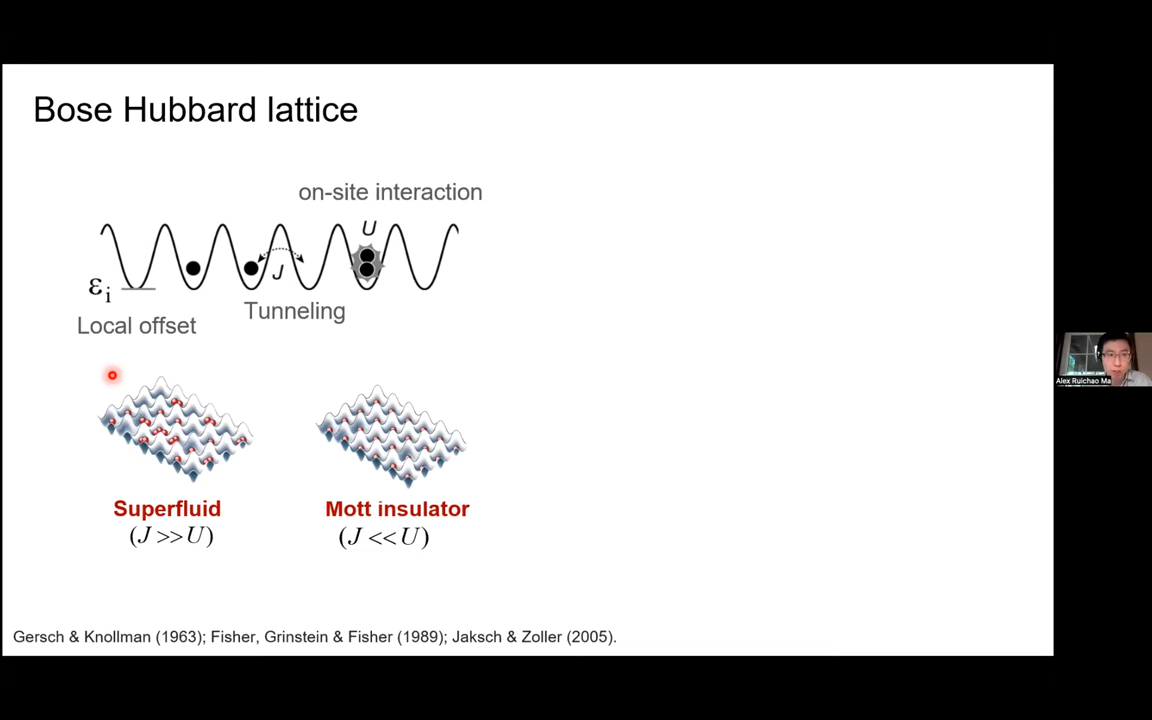 Bose Hubbard lattice
on-site interaction
U
J
εi
Tunneling
Local offset
Superfluid
(J >> U)
Mott insulator
(J << U)
Gersch & Knollman (1963); Fisher, Grinstein & Fisher (1989); Jaksch & Zoller (2005).
Alex Ruichao Ma